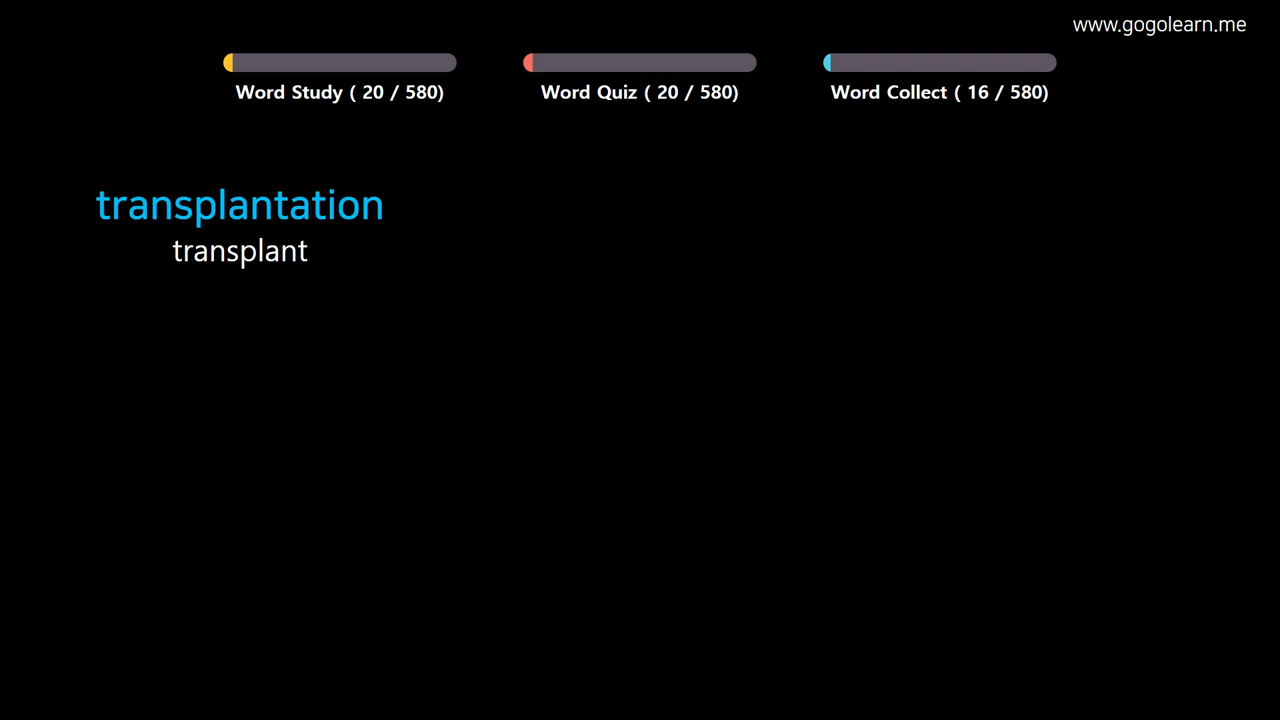 www.gogolearn.me
Word Study ( 20 / 580)
Word Quiz ( 20 / 580)
Word Collect ( 16 / 580)
transplantation
transplant